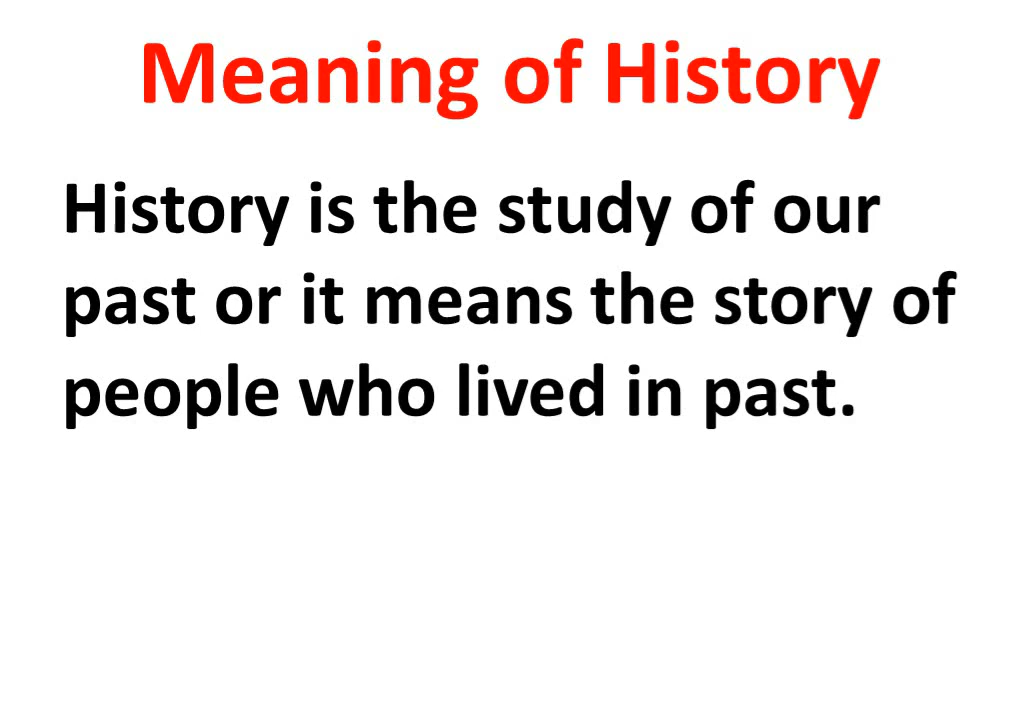 Meaning of History
History is the study of our
past or it means the story of
people who lived in past.